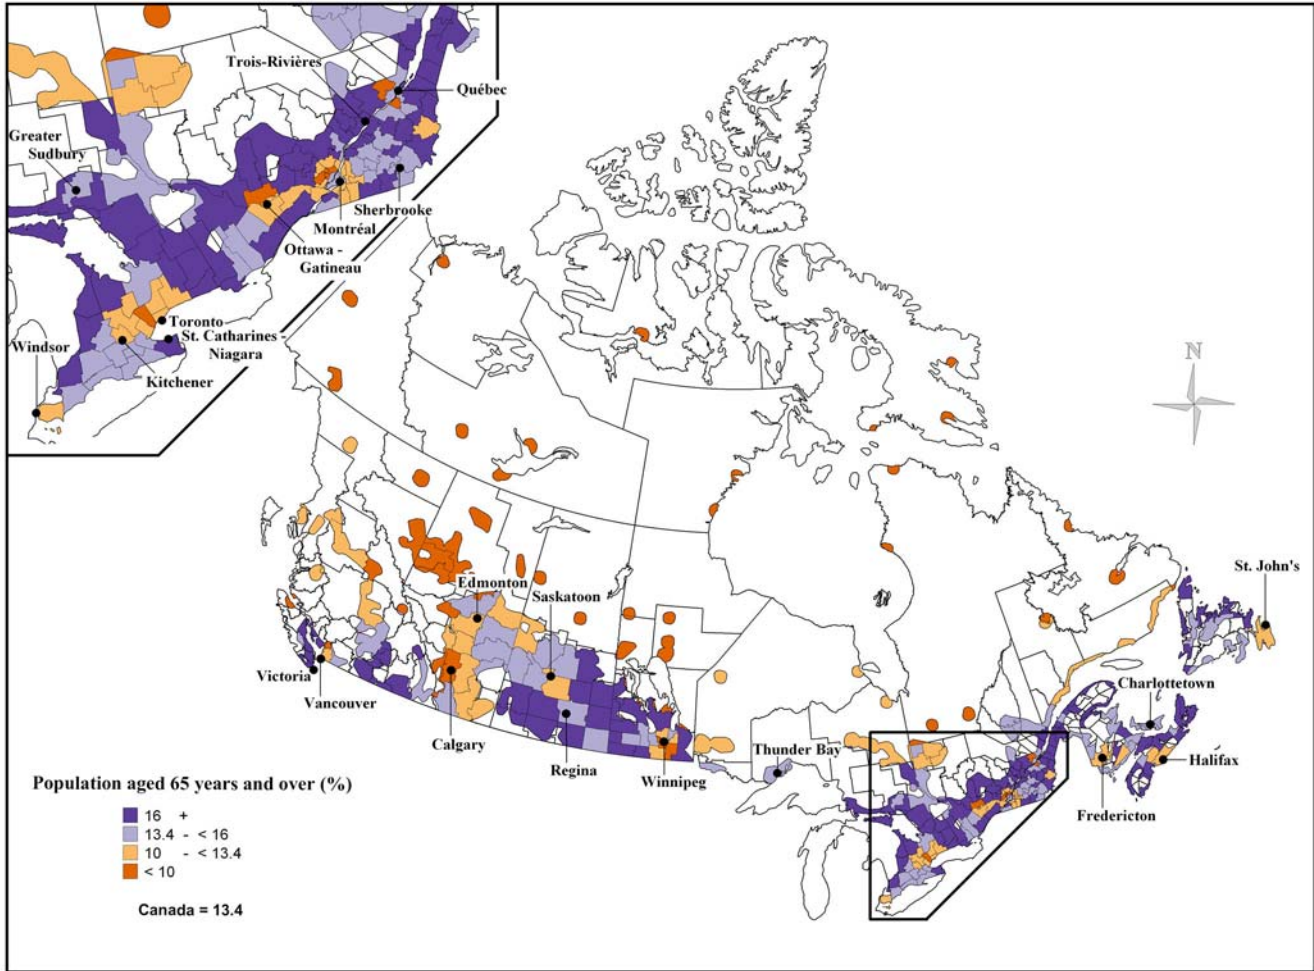 Trois-Rivières
Québec
Greater
Sudbury
Sherbrooke
Montréal
Ottawa -
Gatineau
Toronto
St. Catharines -
Niagara
Windsor
Kitchener
N
Edmonton
Saskatoon
St. John's
Victoria
Vancouver
Charlottetown
Calgary
Regina
Winnipeg
Thunder Bay
Halifax
Fredericton
Population aged 65 years and over (%)
16 +
13.4 - < 16
10 - < 13.4
< 10
Canada = 13.4